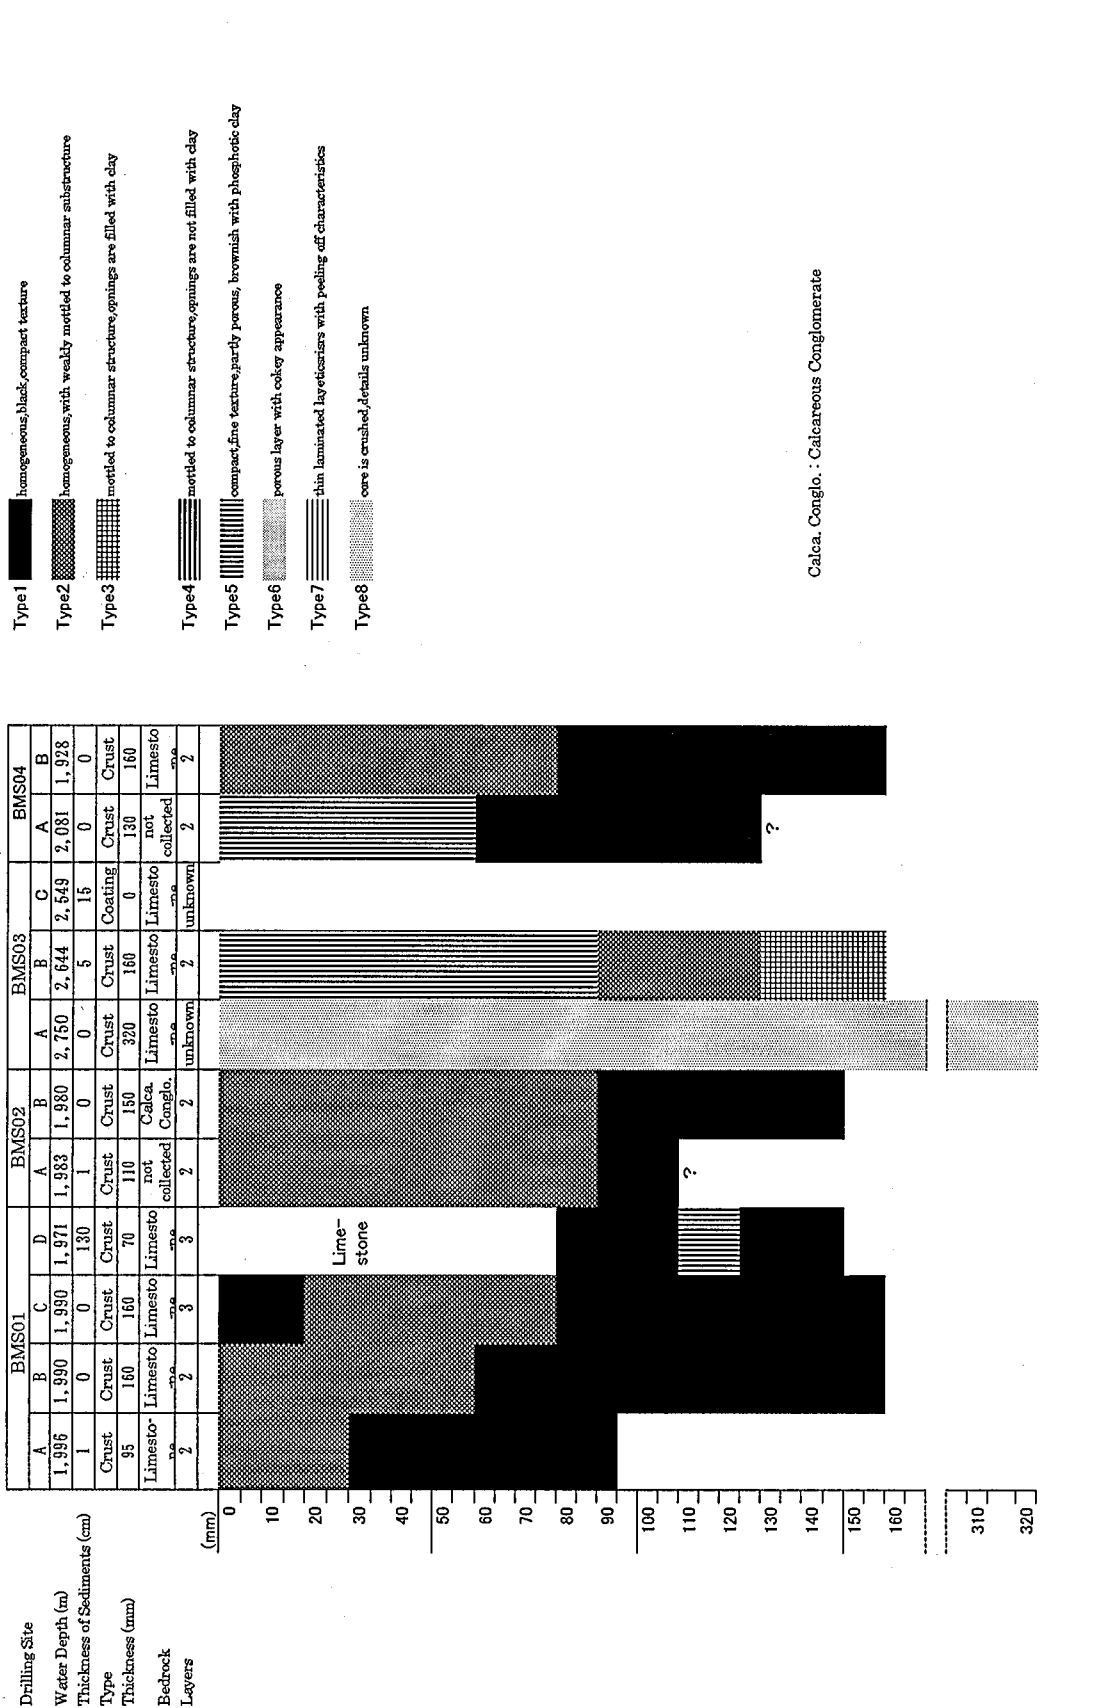 Drilling Site BMS01 BMS02 BMS03 BMS04
A B C D A B A B C A B
Water Depth (m) 1,996 1,990 1,990 1,971 1,983 1,980 2,750 2,644 2,549 2,081 1,928
Thickness of Sediments (cm) 1 0 0 130 1 0 0 5 15 0 0
Type Crust Crust Crust Crust Crust Crust Crust Crust Coating Crust Crust
Thickness (mm) 95 160 160 70 110 150 320 160 0 130 160
Bedrock Limesto- Limesto Limesto Limesto not collected Calca. Conglo. Limesto Limesto Limesto not collected Limesto
Layers 2 2 3 3 2 2 unknown 2 unknown 2 2
(mm)
0
10
20
30
40
50
60
70
80
90
100
110
120
130
140
150
160
310
320
Lime-
stone
?
?
Type1 homogeneous,black,compact texture
Type2 homogeneous,with weakly mottled to columnar substructure
Type3 mottled to columnar structure,opnings are filled with clay
Type4 mottled to columnar structure,opnings are not filled with clay
Type5 compact,fine texture,partly porous, brownish with phosphotic clay
Type6 porous layer with cokey appearance
Type7 thin laminated layeticsrisrs with peeling off characteristics
Type8 core is crushed,details unknown
Calca. Conglo. : Calcareous Conglomerate